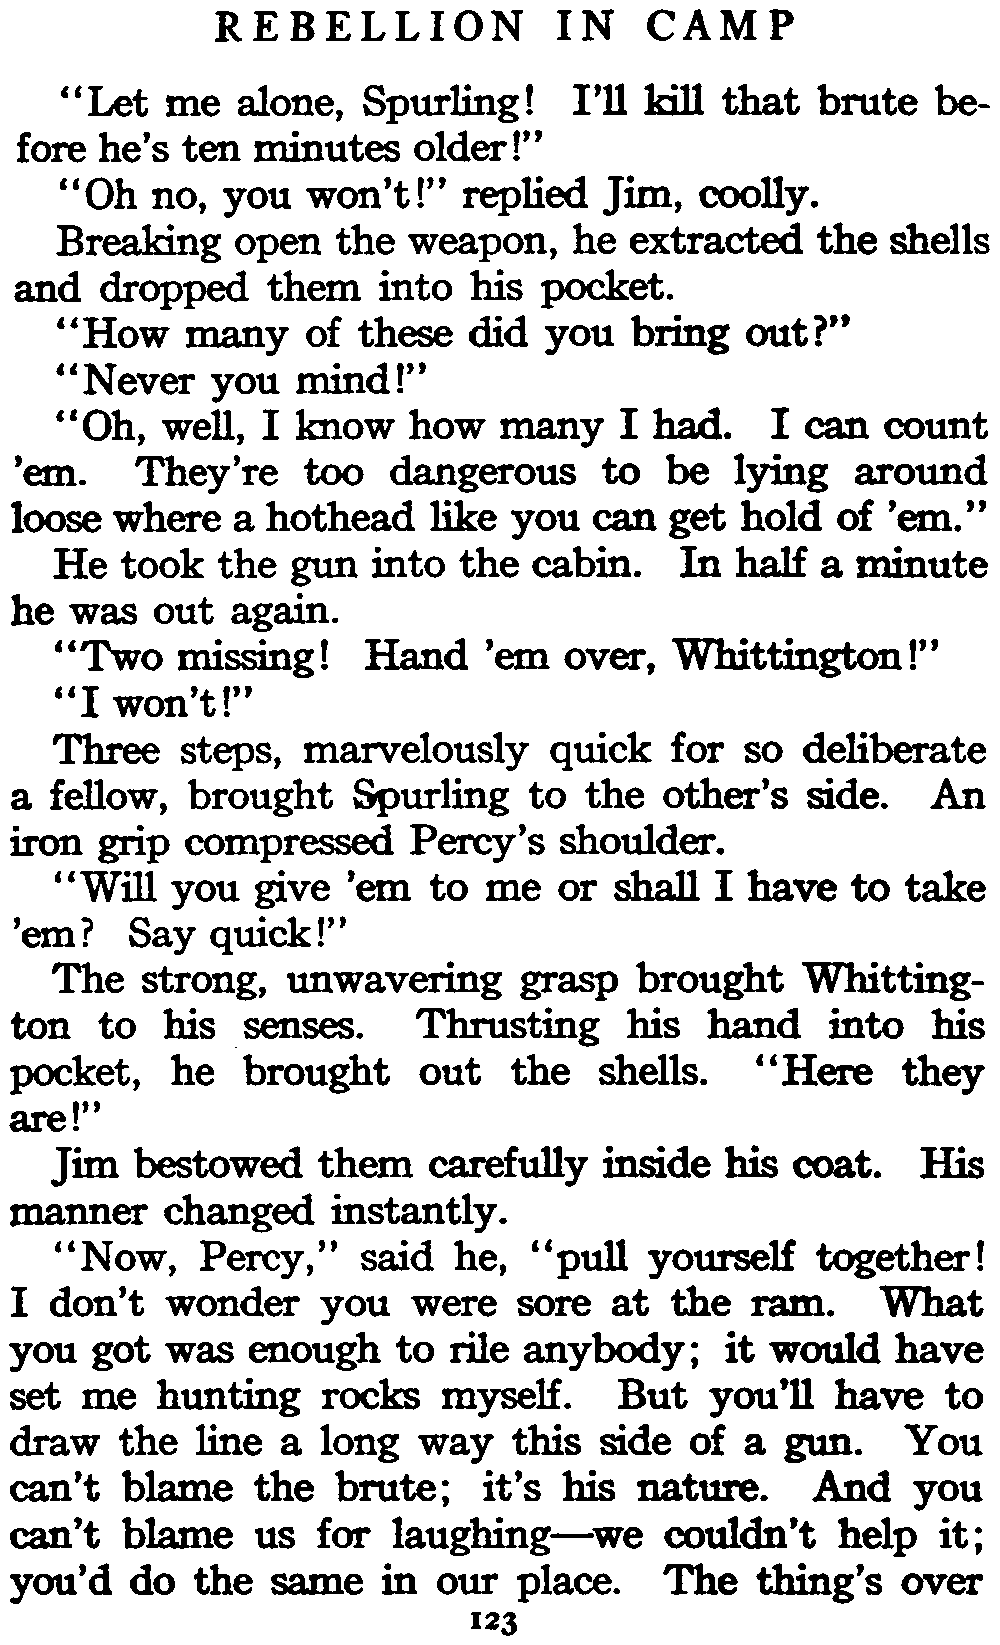 REBELLION IN CAMP
“Let me alone, Spurling! I’ll kill that brute be-
fore he’s ten minutes older!”
“Oh no, you won’t!” replied Jim, coolly.
Breaking open the weapon, he extracted the shells
and dropped them into his pocket.
“How many of these did you bring out?”
“Never you mind!”
“Oh, well, I know how many I had. I can count
’em. They’re too dangerous to be lying around
loose where a hothead like you can get hold of ’em.”
He took the gun into the cabin. In half a minute
he was out again.
“Two missing! Hand ’em over, Whittington!”
“I won’t!”
Three steps, marvelously quick for so deliberate
a fellow, brought Spurling to the other’s side. An
iron grip compressed Percy’s shoulder.
“Will you give ’em to me or shall I have to take
’em? Say quick!”
The strong, unwavering grasp brought Whitting-
ton to his senses. Thrusting his hand into his
pocket, he brought out the shells. “Here they
are!”
Jim bestowed them carefully inside his coat. His
manner changed instantly.
“Now, Percy,” said he, “pull yourself together!
I don’t wonder you were sore at the ram. What
you got was enough to rile anybody; it would have
set me hunting rocks myself. But you’ll have to
draw the line a long way this side of a gun. You
can’t blame the brute; it’s his nature. And you
can’t blame us for laughing—we couldn’t help it;
you’d do the same in our place. The thing’s over
123